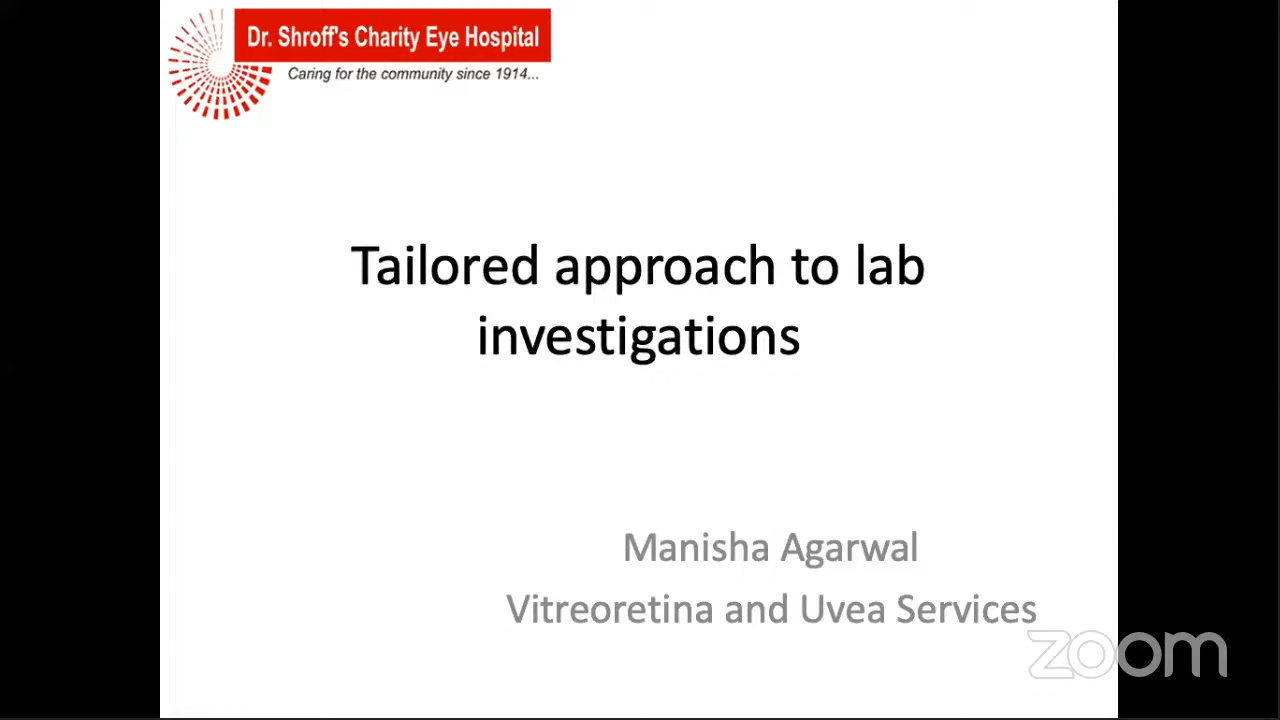 Dr. Shroff's Charity Eye Hospital
Caring for the community since 1914...
Tailored approach to lab
investigations
Manisha Agarwal
Vitreoretina and Uvea Services
zoom